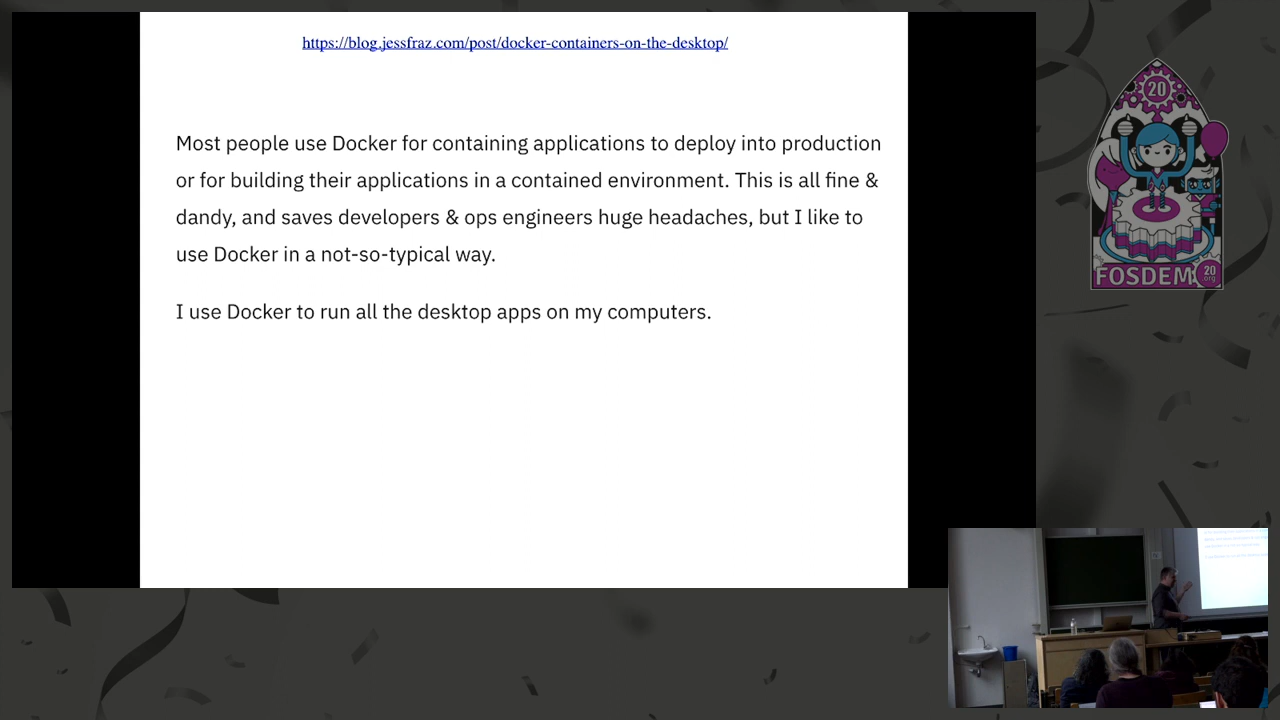 https://blog.jessfraz.com/post/docker-containers-on-the-desktop/
Most people use Docker for containing applications to deploy into production
or for building their applications in a contained environment. This is all fine &
dandy, and saves developers & ops engineers huge headaches, but I like to
use Docker in a not-so-typical way.
I use Docker to run all the desktop apps on my computers.
20
FOSDEM
20
.org